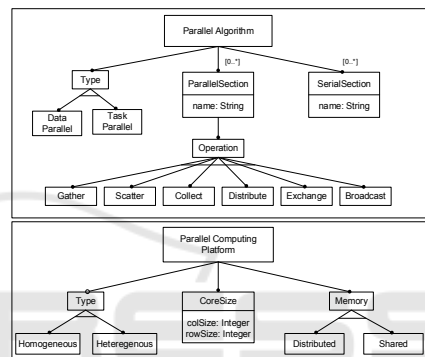 Parallel Algorithm
[0..*]
[0..*]
Type
ParallelSection
SerialSection
name: String
name: String
Data
Parallel
Task
Parallel
Operation
Gather
Scatter
Collect
Distribute
Exchange
Broadcast
Parallel Computing
Platform
Type
CoreSize
Memory
colSize: Integer
rowSize: Integer
Homogeneous
Heteregenous
Distributed
Shared